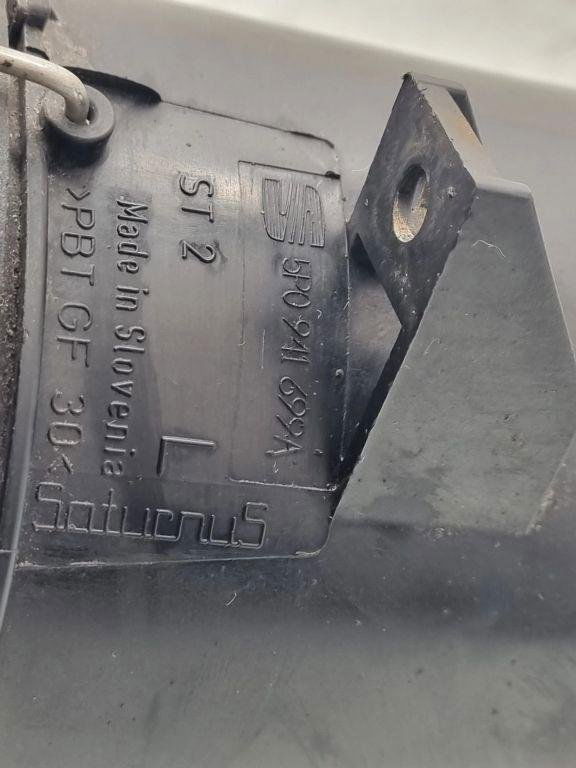 5P0 941 699A
ST 2
L
Made in Slovenia
>PBT GF 30<
Saturnus